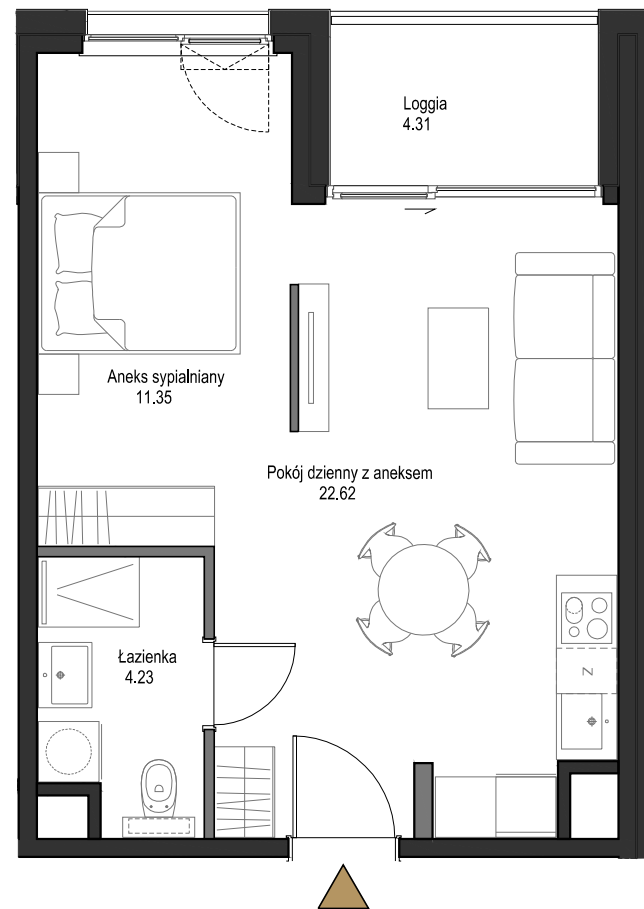 Loggia
4.31
Aneks sypialniany
11.35
Pokój dzienny z aneksem
22.62
Łazienka
4.23
Z